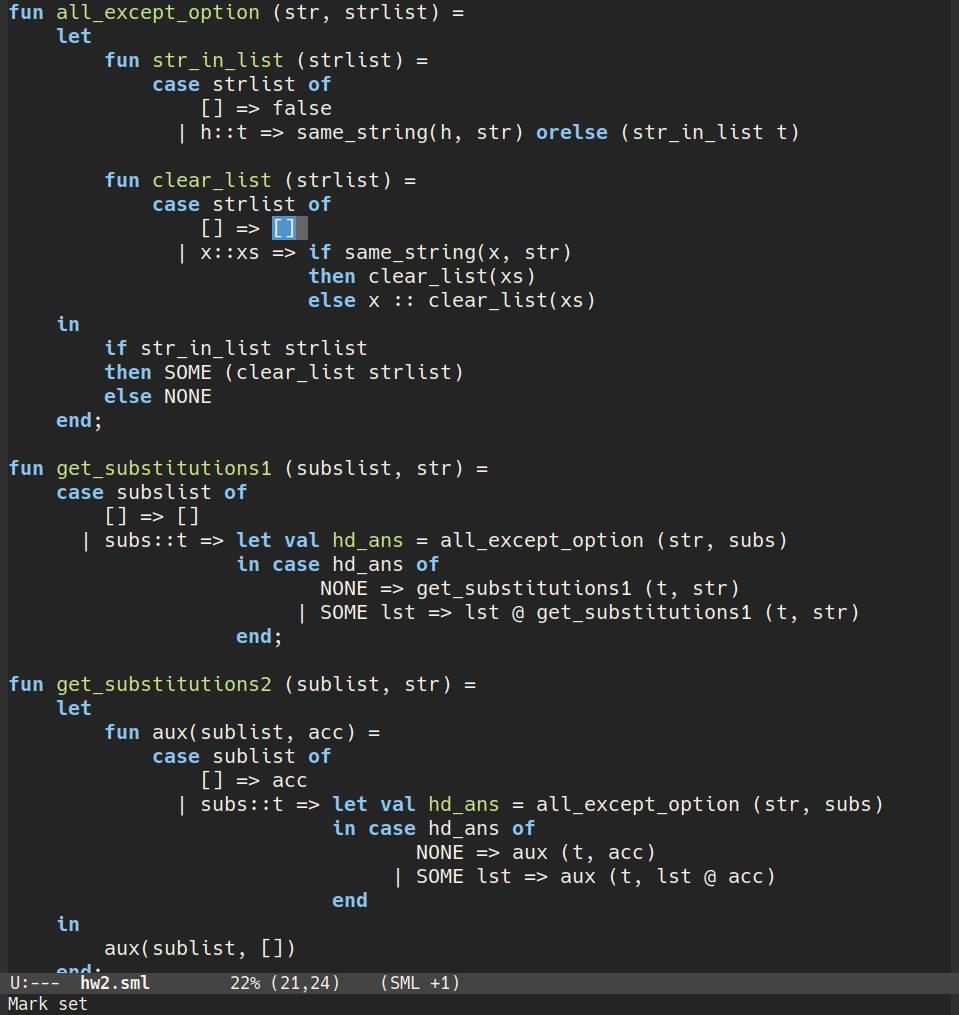 fun all_except_option (str, strlist) =
    let
        fun str_in_list (strlist) =
            case strlist of
                [] => false
              | h::t => same_string(h, str) orelse (str_in_list t)

        fun clear_list (strlist) =
            case strlist of
                [] => []
              | x::xs => if same_string(x, str)
                         then clear_list(xs)
                         else x :: clear_list(xs)
    in
        if str_in_list strlist
        then SOME (clear_list strlist)
        else NONE
    end;

fun get_substitutions1 (subslist, str) =
    case subslist of
        [] => []
      | subs::t => let val hd_ans = all_except_option (str, subs)
                   in case hd_ans of
                          NONE => get_substitutions1 (t, str)
                        | SOME lst => lst @ get_substitutions1 (t, str)
                   end;

fun get_substitutions2 (sublist, str) =
    let
        fun aux(sublist, acc) =
            case sublist of
                [] => acc
              | subs::t => let val hd_ans = all_except_option (str, subs)
                           in case hd_ans of
                                  NONE => aux (t, acc)
                                | SOME lst => aux (t, lst @ acc)
                           end
    in
        aux(sublist, [])
    end;
U:---  hw2.sml       22% (21,24)   (SML +1)
Mark set